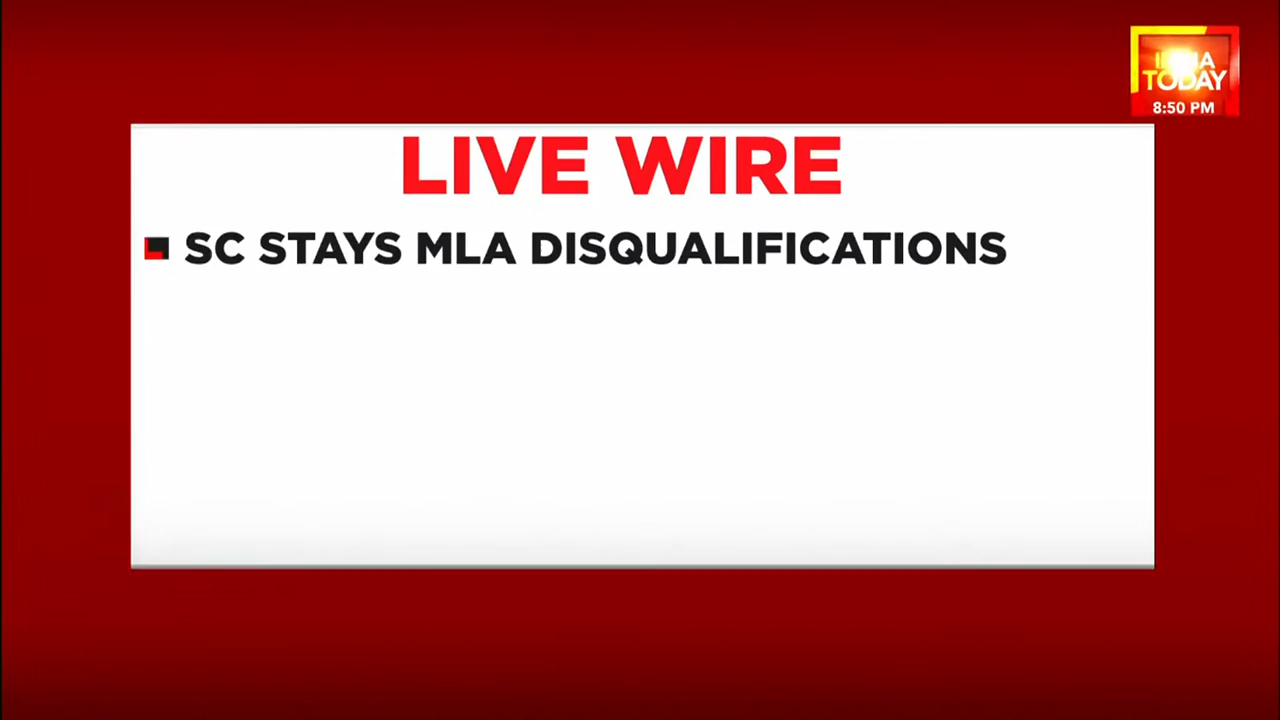 INDIA
TODAY
8:50 PM
LIVE WIRE
SC STAYS MLA DISQUALIFICATIONS